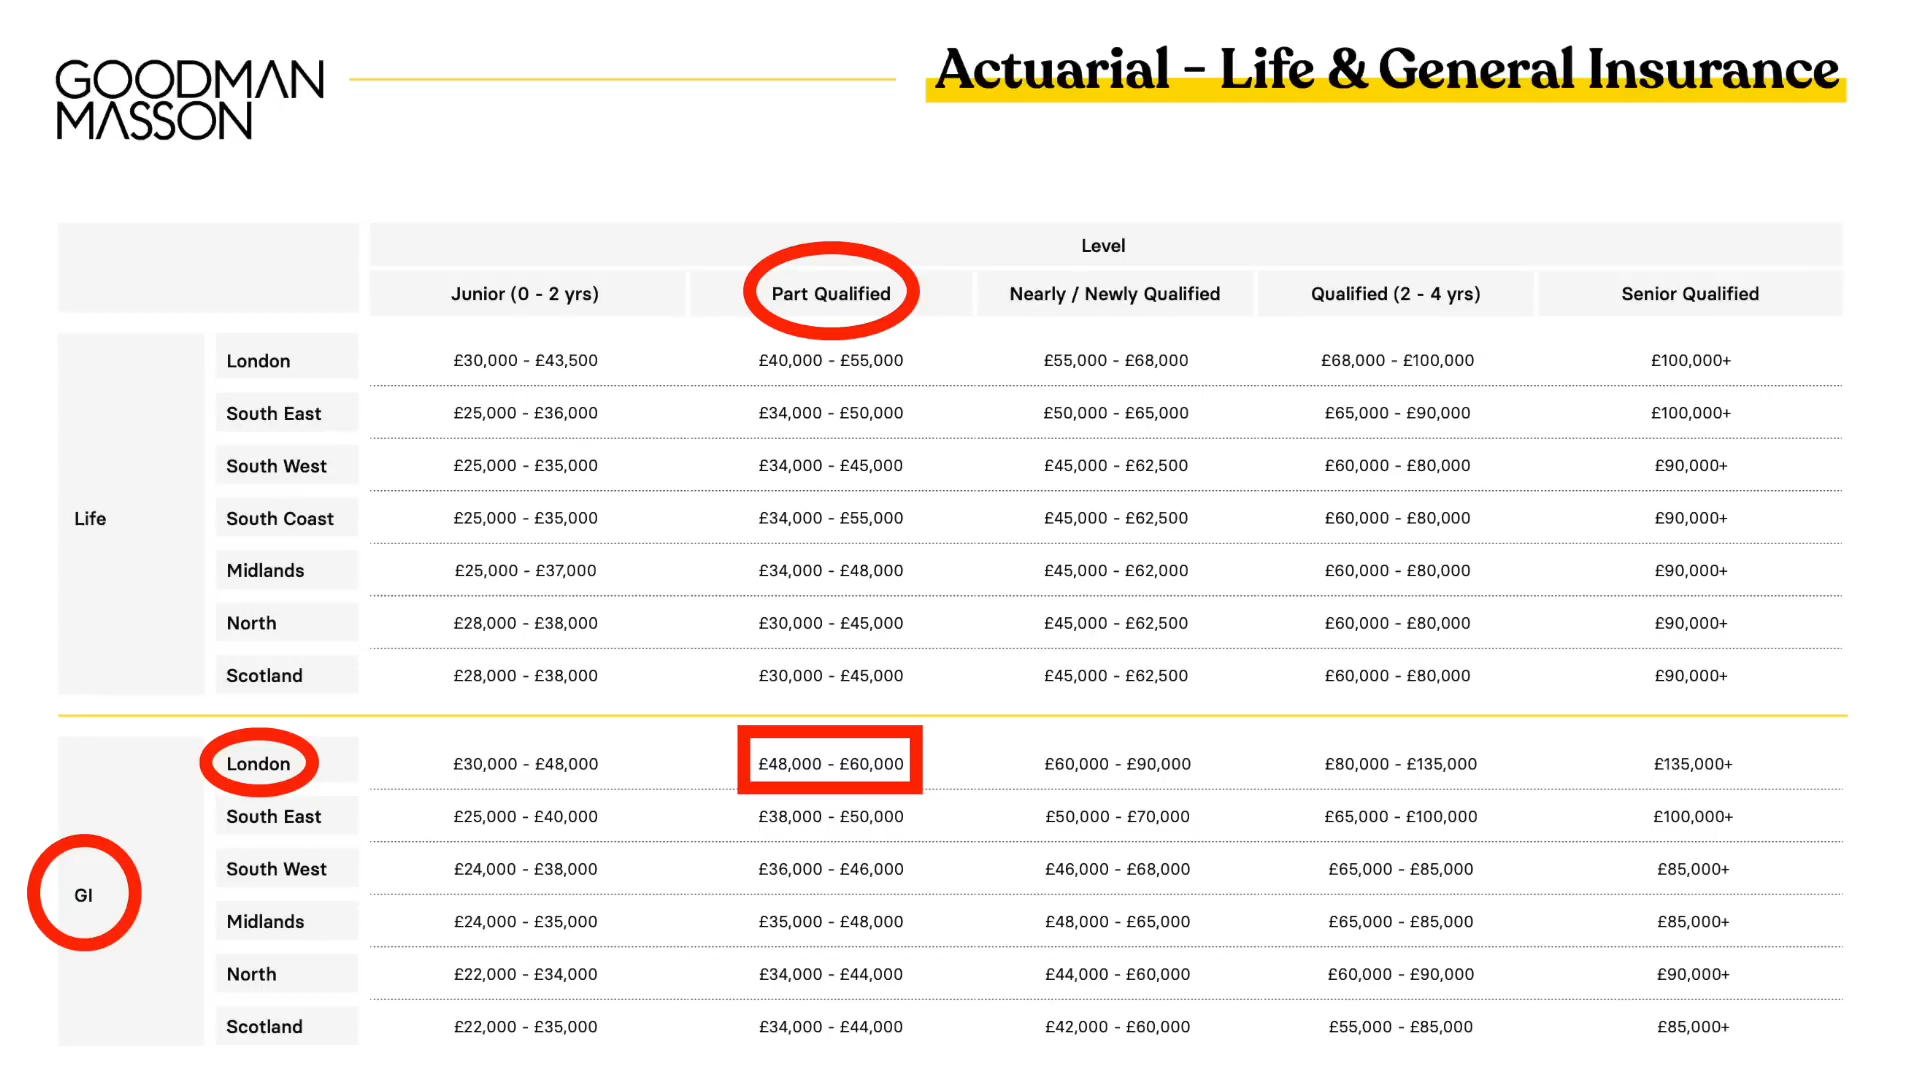 GOODMAN
MASSON
Actuarial – Life & General Insurance
Level
Junior (0 - 2 yrs) Part Qualified Nearly / Newly Qualified Qualified (2 - 4 yrs) Senior Qualified
Life
London £30,000 - £43,500 £40,000 - £55,000 £55,000 - £68,000 £68,000 - £100,000 £100,000+
South East £25,000 - £36,000 £34,000 - £50,000 £50,000 - £65,000 £65,000 - £90,000 £100,000+
South West £25,000 - £35,000 £34,000 - £45,000 £45,000 - £62,500 £60,000 - £80,000 £90,000+
South Coast £25,000 - £35,000 £34,000 - £55,000 £45,000 - £62,500 £60,000 - £80,000 £90,000+
Midlands £25,000 - £37,000 £34,000 - £48,000 £45,000 - £62,000 £60,000 - £80,000 £90,000+
North £28,000 - £38,000 £30,000 - £45,000 £45,000 - £62,500 £60,000 - £80,000 £90,000+
Scotland £28,000 - £38,000 £30,000 - £45,000 £45,000 - £62,500 £60,000 - £80,000 £90,000+
GI
London £30,000 - £48,000 £48,000 - £60,000 £60,000 - £90,000 £80,000 - £135,000 £135,000+
South East £25,000 - £40,000 £38,000 - £50,000 £50,000 - £70,000 £65,000 - £100,000 £100,000+
South West £24,000 - £38,000 £36,000 - £46,000 £46,000 - £68,000 £65,000 - £85,000 £85,000+
Midlands £24,000 - £35,000 £35,000 - £48,000 £48,000 - £65,000 £65,000 - £85,000 £85,000+
North £22,000 - £34,000 £34,000 - £44,000 £44,000 - £60,000 £60,000 - £90,000 £90,000+
Scotland £22,000 - £35,000 £34,000 - £44,000 £42,000 - £60,000 £55,000 - £85,000 £85,000+